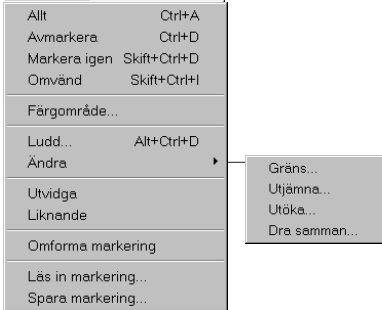 Allt Ctrl+A
Avmarkera Ctrl+D
Markera igen Skift+Ctrl+D
Omvänd Skift+Ctrl+I
Färgområde...
Ludd... Alt+Ctrl+D
Ändra
Gräns...
Utjämna...
Utöka...
Dra samman...
Utvidga
Liknande
Omforma markering
Läs in markering...
Spara markering...